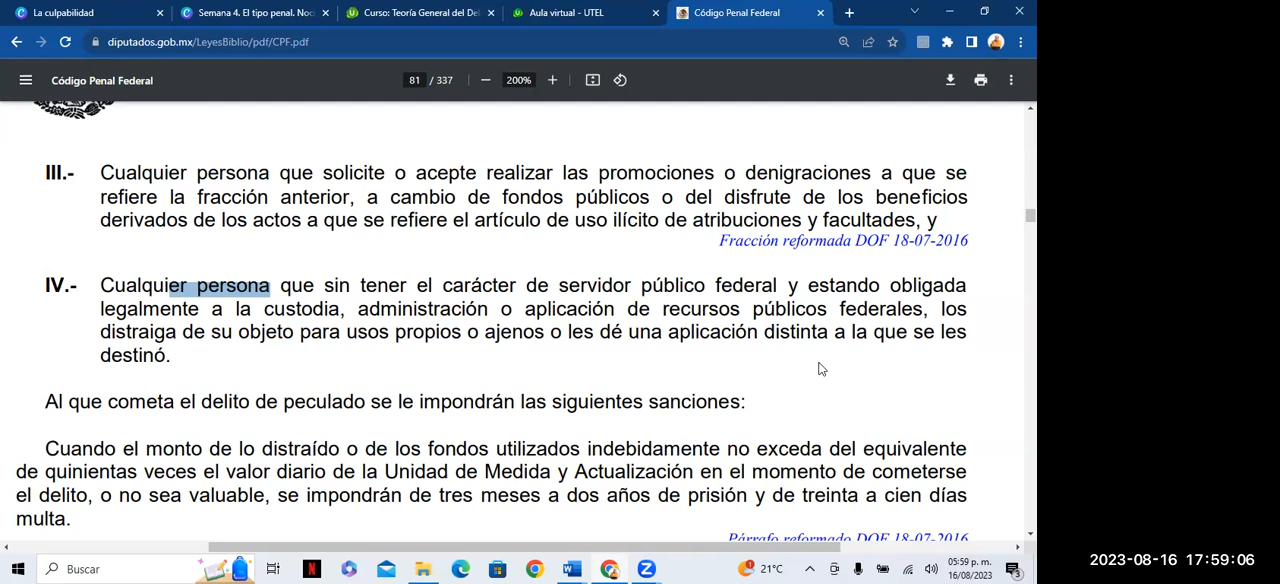 La culpabilidad
Semana 4. El tipo penal. Noc
Curso: Teoría General del De
Aula virtual - UTEL
Código Penal Federal
diputados.gob.mx/LeyesBiblio/pdf/CPF.pdf
Código Penal Federal
81 / 337
200%
III.- Cualquier persona que solicite o acepte realizar las promociones o denigraciones a que se
refiere la fracción anterior, a cambio de fondos públicos o del disfrute de los beneficios
derivados de los actos a que se refiere el artículo de uso ilícito de atribuciones y facultades, y
Fracción reformada DOF 18-07-2016
IV.- Cualquier persona que sin tener el carácter de servidor público federal y estando obligada
legalmente a la custodia, administración o aplicación de recursos públicos federales, los
distraiga de su objeto para usos propios o ajenos o les dé una aplicación distinta a la que se les
destinó.
Al que cometa el delito de peculado se le impondrán las siguientes sanciones:
Cuando el monto de lo distraído o de los fondos utilizados indebidamente no exceda del equivalente
de quinientas veces el valor diario de la Unidad de Medida y Actualización en el momento de cometerse
el delito, o no sea valuable, se impondrán de tres meses a dos años de prisión y de treinta a cien días
multa.
Párrafo reformado DOF 18-07-2016
Buscar
21°C
05:59 p. m.
16/08/2023
3
2023-08-16 17:59:06